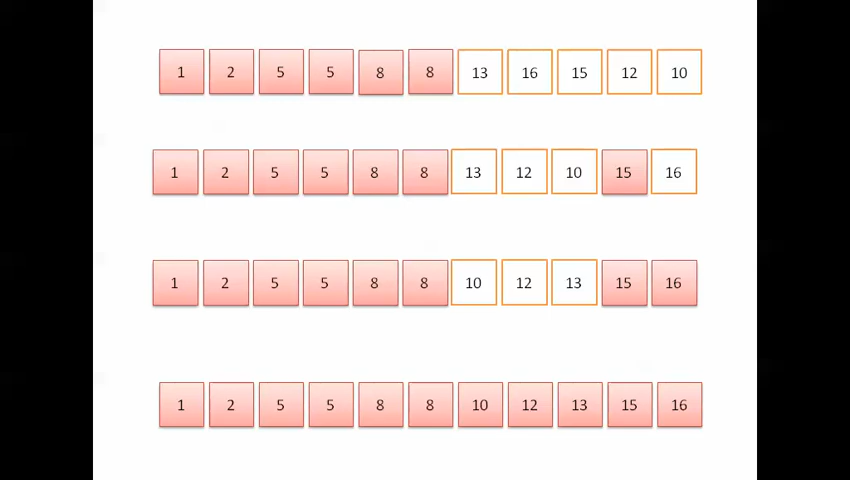 1 2 5 5 8 8 13 16 15 12 10
1 2 5 5 8 8 13 12 10 15 16
1 2 5 5 8 8 10 12 13 15 16
1 2 5 5 8 8 10 12 13 15 16